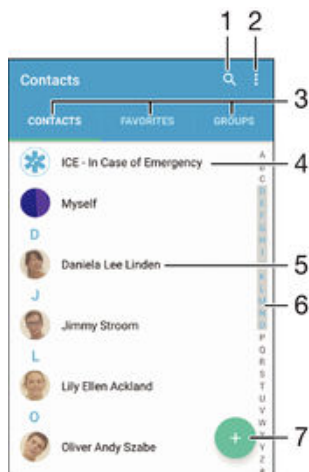 1 2
Contacts
3
CONTACTS FAVORITES GROUPS
ICE - In Case of Emergency
4
Myself
D
Daniela Lee Linden
5
J
Jimmy Stroom
6
L
Lily Ellen Ackland
O
Oliver Andy Szabe
+
7
A
C
P
Q
R
S
T
U
V
W
Y
Z